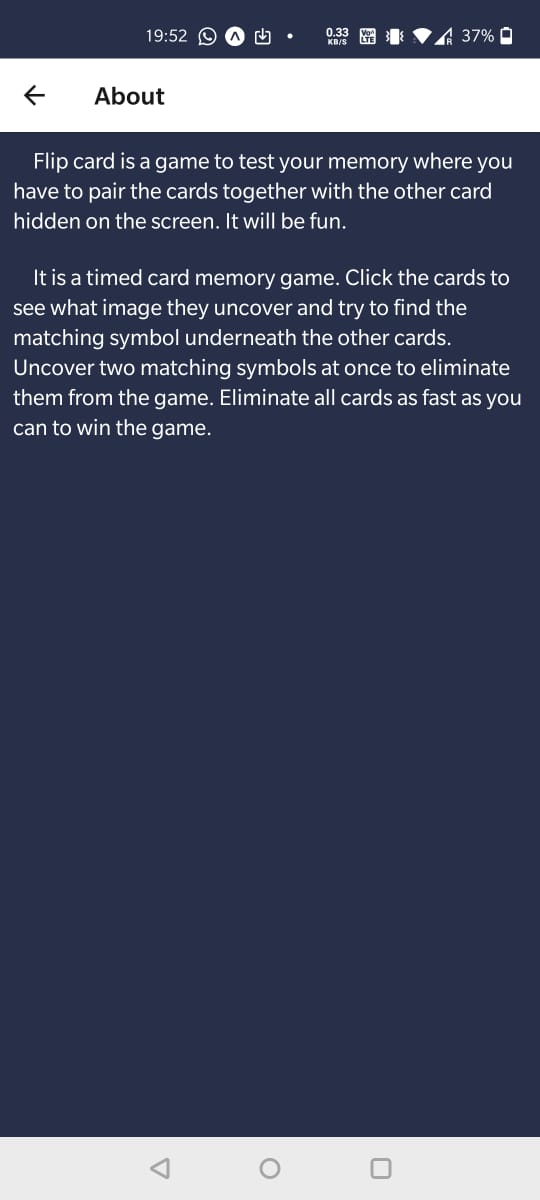 19:52 0.33 KB/S VoD LTE R 37%
About
Flip card is a game to test your memory where you
have to pair the cards together with the other card
hidden on the screen. It will be fun.
It is a timed card memory game. Click the cards to
see what image they uncover and try to find the
matching symbol underneath the other cards.
Uncover two matching symbols at once to eliminate
them from the game. Eliminate all cards as fast as you
can to win the game.